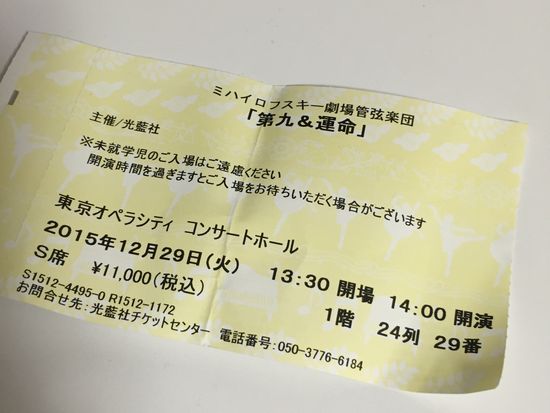 ミハイロフスキー劇場管弦楽団
「第九＆運命」
主催/光藍社
※未就学児のご入場はご遠慮ください
開演時間を過ぎますとご入場をお待ちいただく場合がございます
東京オペラシティ コンサートホール
2015年12月29日(火) 13:30 開場 14:00 開演
S席 ¥11,000(税込) 1階 24列 29番
S1512-4495-0 R1512-1172
お問合せ先：光藍社チケットセンター 電話番号:050-3776-6184